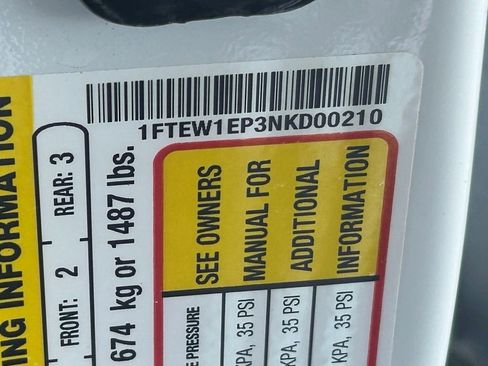 1FTEW1EP3NKD00210
ING INFORMATION
FRONT: 2
REAR: 3
674 kg or 1487 lbs.
SEE OWNERS
MANUAL FOR
ADDITIONAL
INFORMATION
PRESSURE
KPA, 35 PSI
KPA, 35 PSI
KPA, 35 PSI